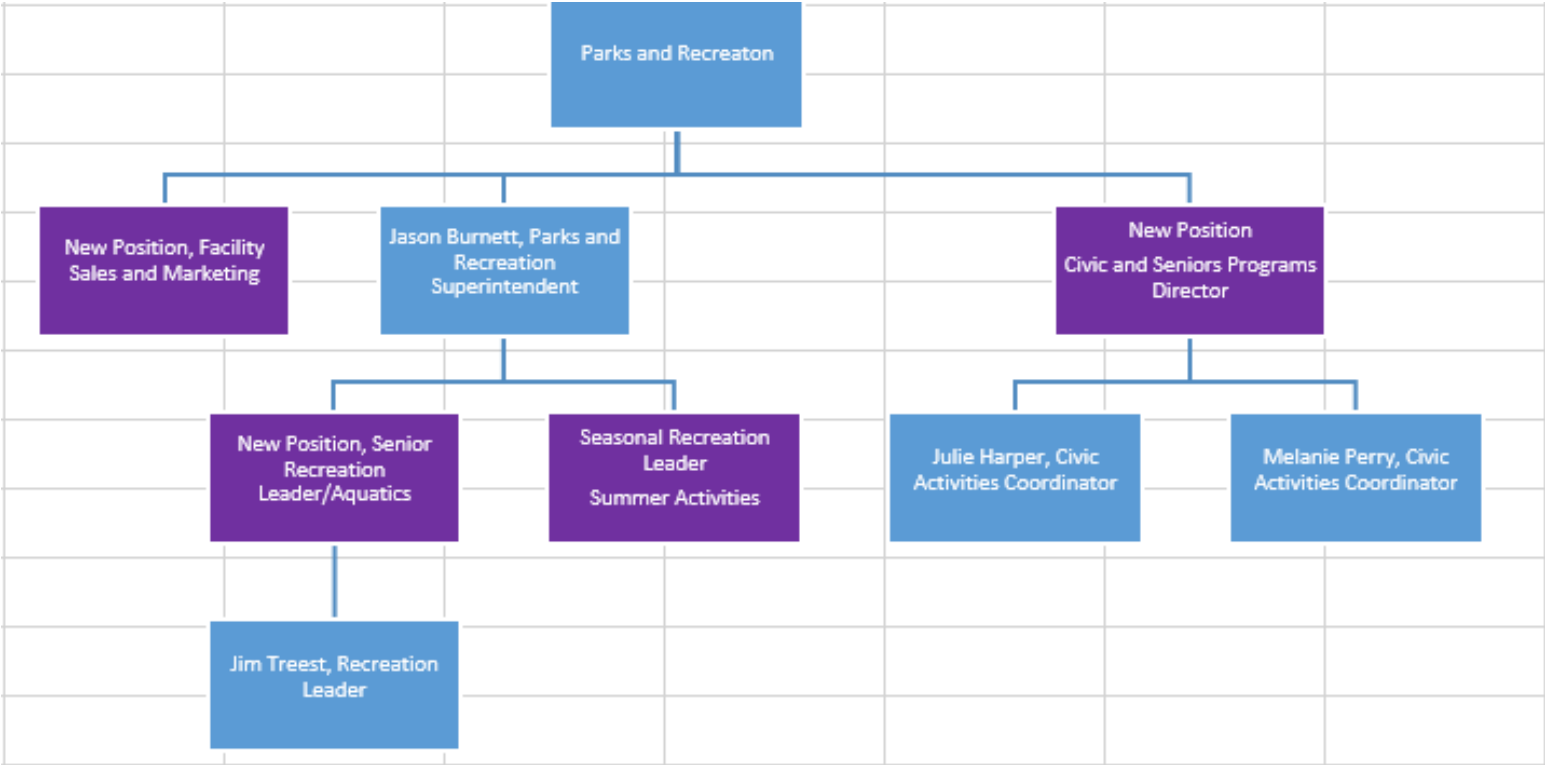 Parks and Recreaton
New Position, Facility
Sales and Marketing
Jason Burnett, Parks and
Recreation
Superintendent
New Position
Civic and Seniors Programs
Director
New Position, Senior
Recreation
Leader/Aquatics
Seasonal Recreation
Leader
Summer Activities
Julie Harper, Civic
Activities Coordinator
Melanie Perry, Civic
Activities Coordinator
Jim Treest, Recreation
Leader